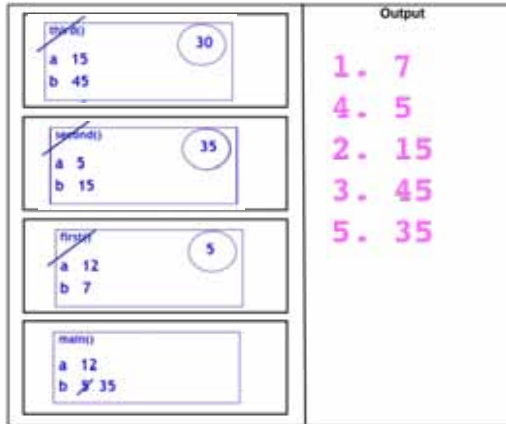 third()
30
a 15
b 45
second()
35
a 5
b 15
first()
5
a 12
b 7
main()
a 12
b 5 35
Output
1. 7
4. 5
2. 15
3. 45
5. 35